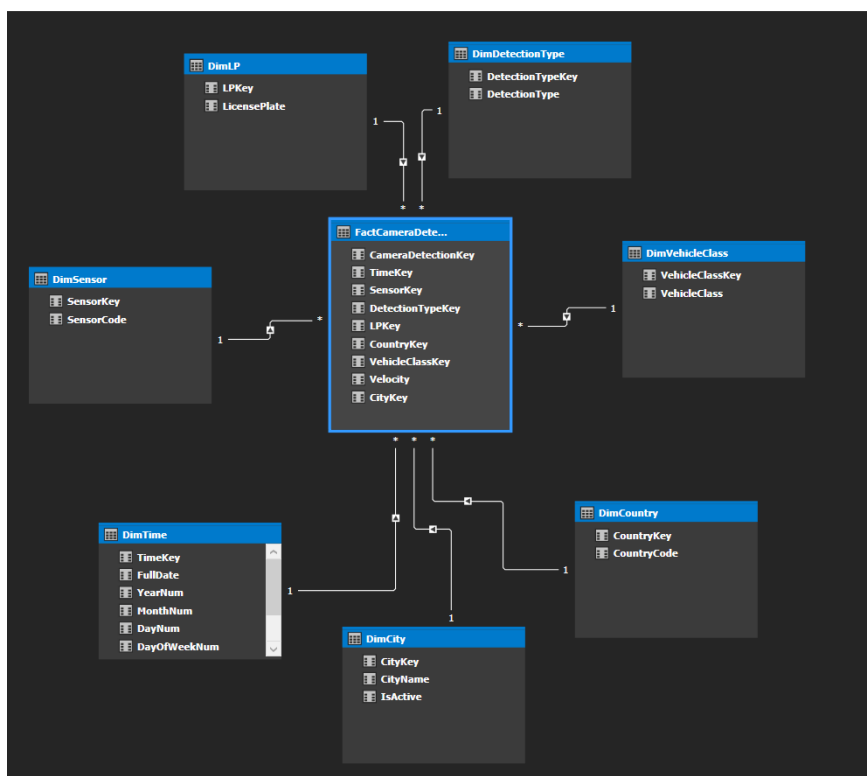 DimLP
LPKey
LicensePlate
1
*
DimDetectionType
DetectionTypeKey
DetectionType
1
*
FactCameraDete...
CameraDetectionKey
TimeKey
SensorKey
DetectionTypeKey
LPKey
CountryKey
VehicleClassKey
Velocity
CityKey
DimSensor
SensorKey
SensorCode
1
*
DimVehicleClass
VehicleClassKey
VehicleClass
1
*
*
*
*
DimTime
TimeKey
FullDate
YearNum
MonthNum
DayNum
DayOfWeekNum
1
DimCity
CityKey
CityName
IsActive
1
DimCountry
CountryKey
CountryCode
1